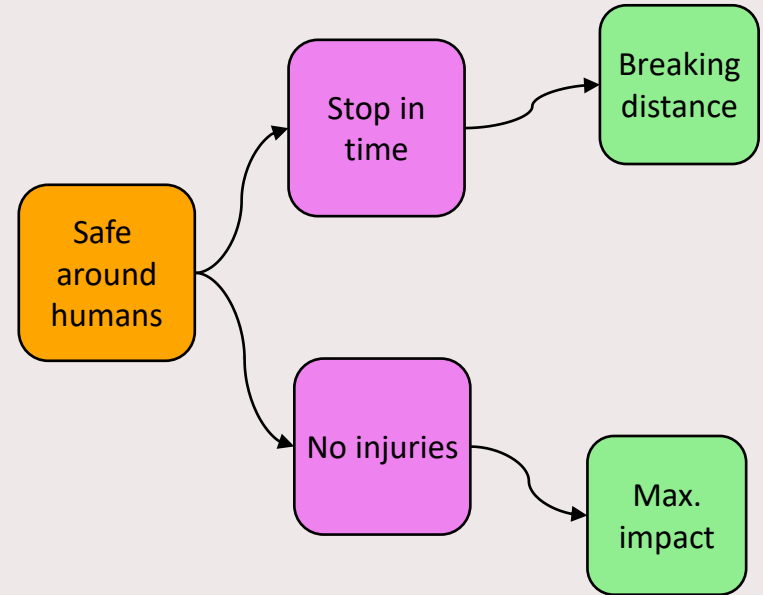 Safe
around
humans
Stop in
time
Breaking
distance
No injuries
Max.
impact